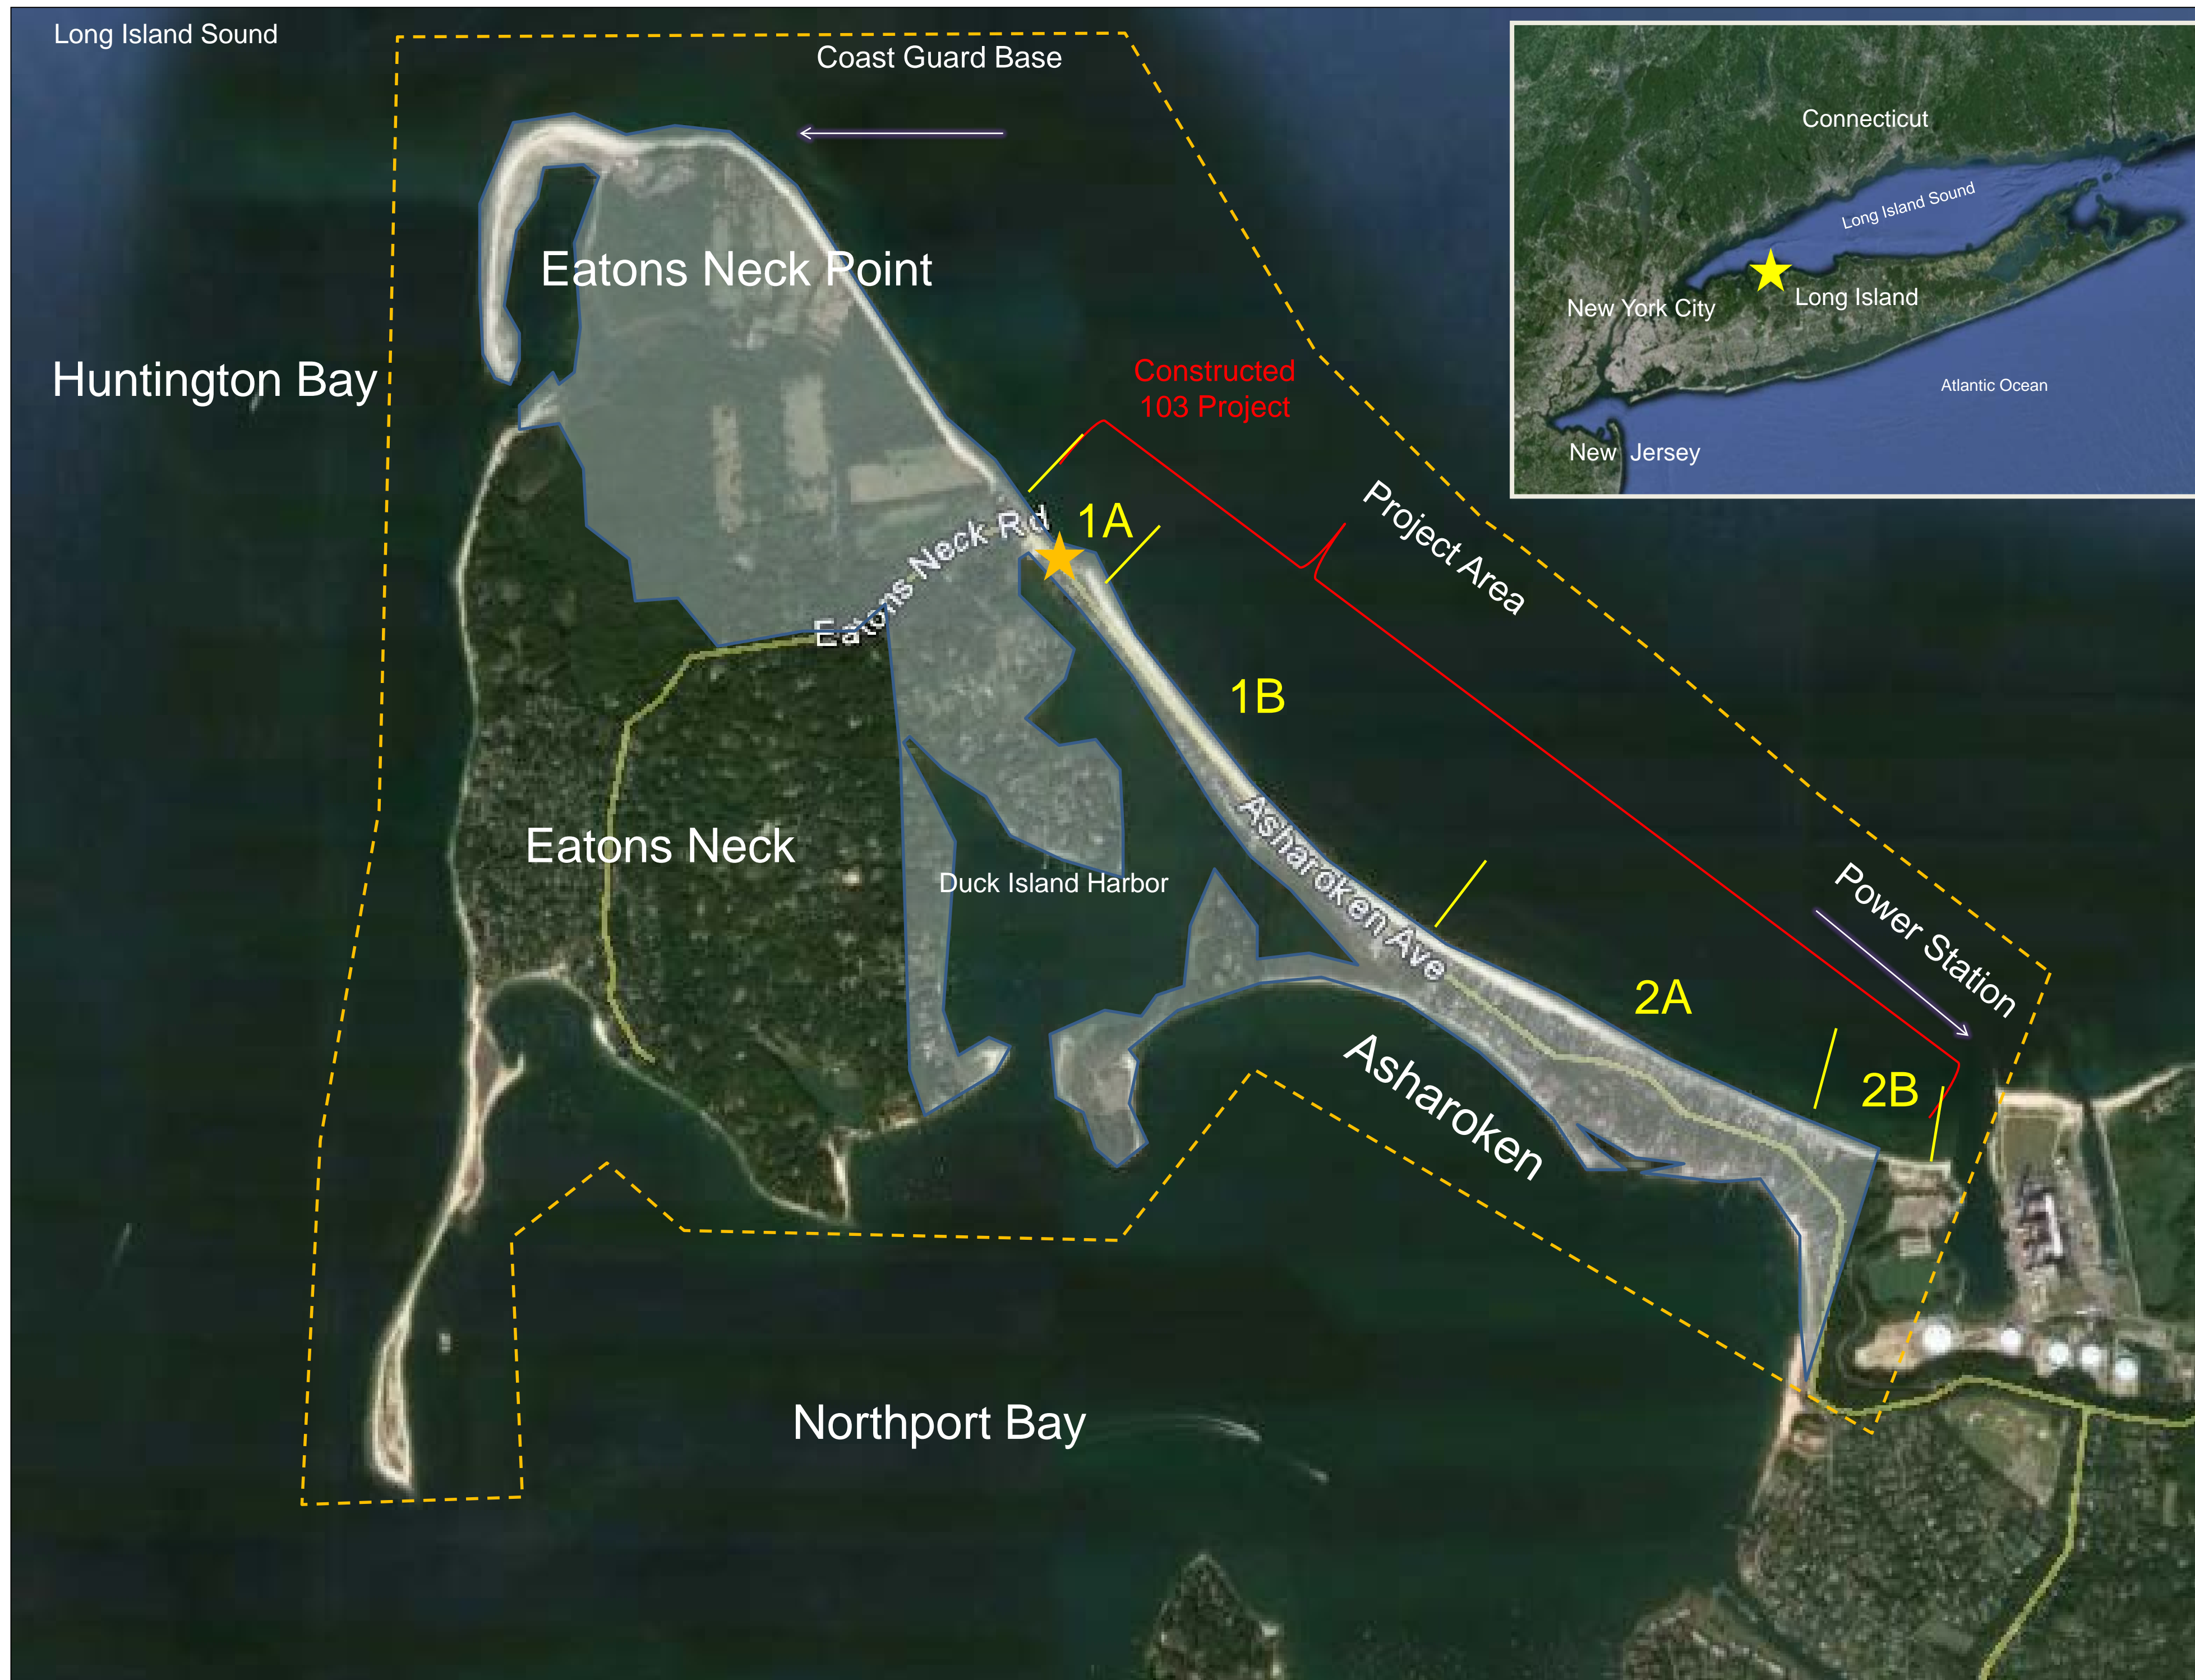 Long Island Sound
Coast Guard Base
Connecticut
Long Island Sound
New York City
Long Island
Atlantic Ocean
New Jersey
Eatons Neck Point
Huntington Bay
Constructed
103 Project
Project Area
1A
Eatons Neck Rd
1B
Eatons Neck
Asharoken Ave
Duck Island Harbor
Power Station
2A
2B
Asharoken
Northport Bay